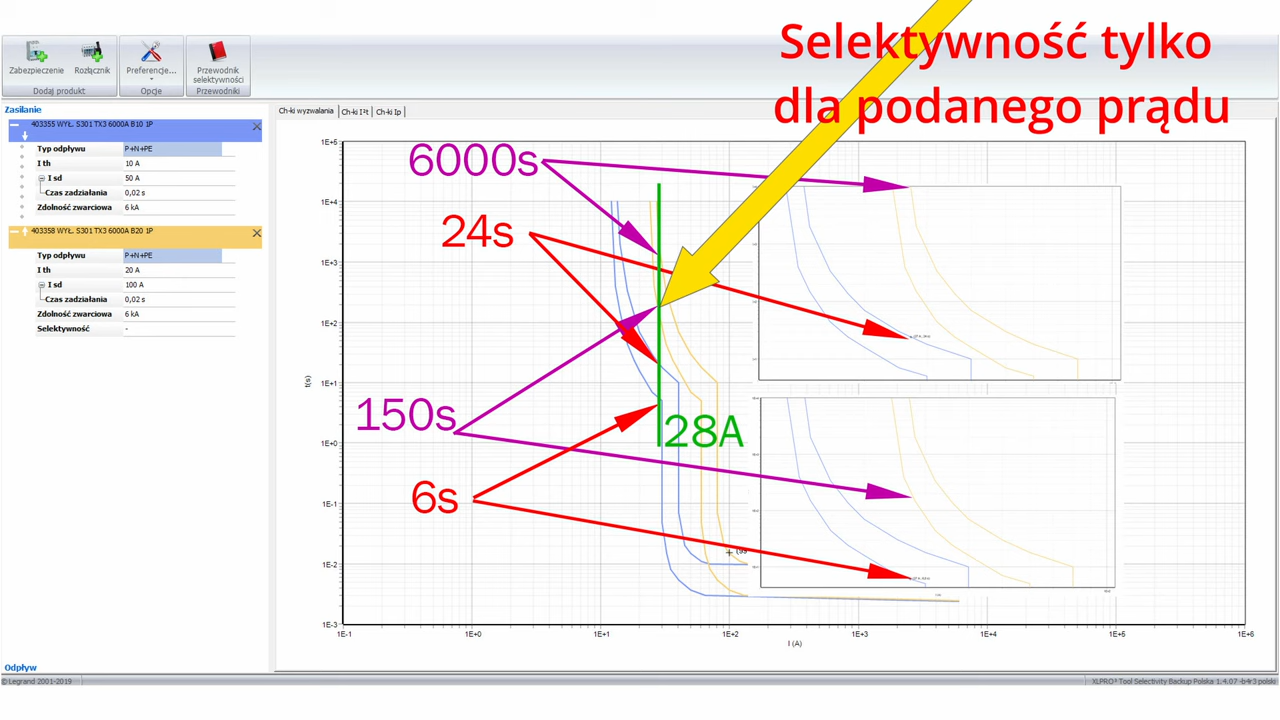 Selektywność tylko
dla podanego prądu
Zabezpieczenie
Rozłącznik
Preferencje...
Przewodnik
selektywności
Dodaj produkt
Opcje
Przewodniki
Zasilanie
403355 WYŁ. S301 TX3 6000A B10 1P
Typ odpływu P+N+PE
I th 10 A
I sd 50 A
Czas zadziałania 0,02 s
Zdolność zwarciowa 6 kA
403358 WYŁ. S301 TX3 6000A B20 1P
Typ odpływu P+N+PE
I th 20 A
I sd 100 A
Czas zadziałania 0,02 s
Zdolność zwarciowa 6 kA
Selektywność -
Odpływ
Ch-ki wyzwalania
Ch-ki I²t
Ch-ki Ip
6000s
24s
150s
28A
6s
t(s)
1E+5
1E+4
1E+3
1E+2
1E+1
1E+0
1E-1
1E-2
1E-3
1E-1 1E+0 1E+1 1E+2 1E+3 1E+4 1E+5 1E+6
I (A)
© Legrand 2001-2019
XLPRO³ Tool Selectivity Backup Polska 1.4.07 -b4r3 polski